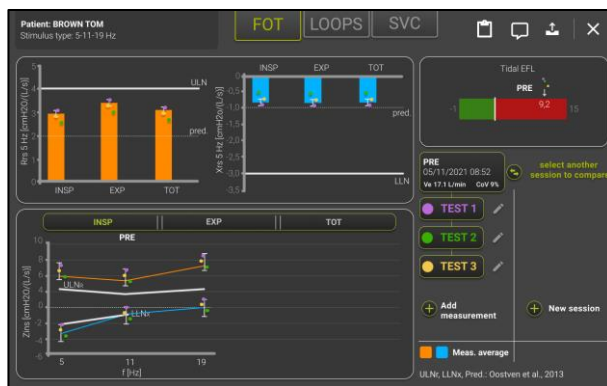 Patient: BROWN TOM
Stimulus type: 5-11-19 Hz
FOT
LOOPS
SVC
Rrs 5 Hz [cmH2O/(L/s)]
5
4
3
2
1
0
ULN
pred.
INSP
EXP
TOT
Xrs 5 Hz [cmH2O/(L/s)]
INSP
EXP
TOT
0
-0,5
-1,0
-1,5
-2,0
-2,5
-3,0
-3,5
pred.
LLN
Tidal EFL
PRE
-1
9,2
15
PRE
05/11/2021 08:52
Ve 17.1 L/min CoV 9%
select another
session to compare
TEST 1
TEST 2
TEST 3
Add
measurement
New session
Meas. average
ULNr, LLNx, Pred.: Oostven et al., 2013
INSP
EXP
TOT
PRE
Zins [cmH2O/(L/s)]
10
8
6
4
2
0
-2
-4
-6
ULNR
LLNX
5
11
19
f [Hz]